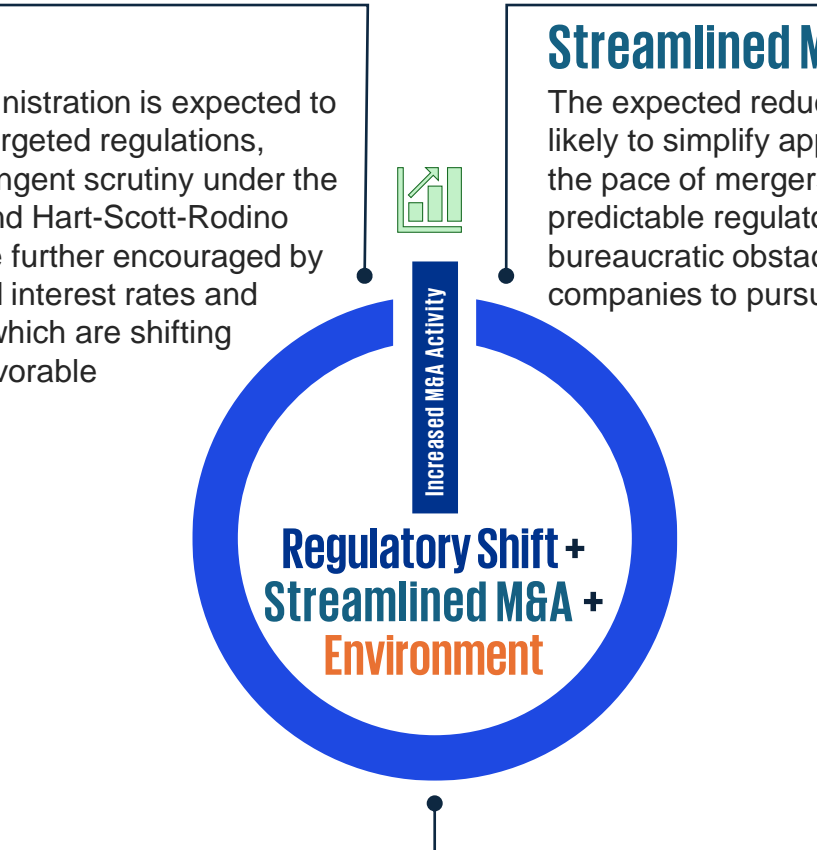 nistration is expected to
rgeted regulations,
ngent scrutiny under the
nd Hart-Scott-Rodino
e further encouraged by
l interest rates and
which are shifting
vorable
Streamlined M
The expected reduc
likely to simplify app
the pace of merger
predictable regulato
bureaucratic obstac
companies to pursu
Increased M&A Activity
Regulatory Shift +
Streamlined M&A +
Environment